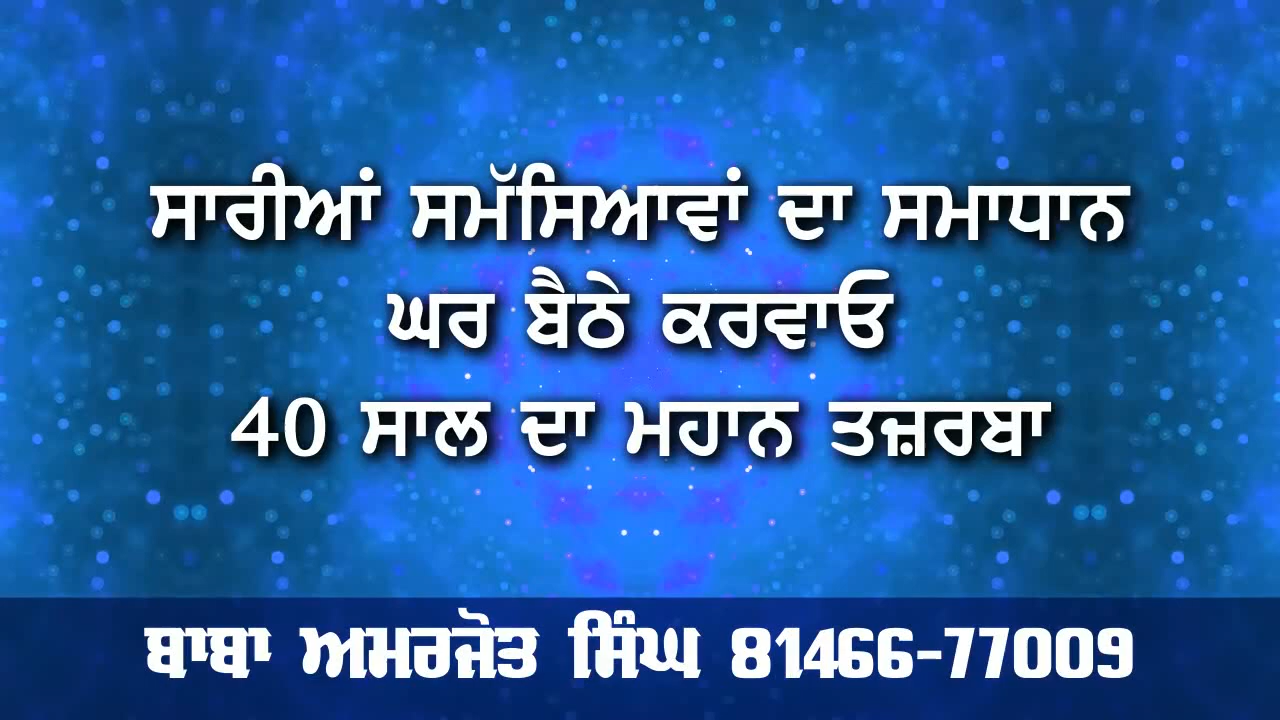 ਸਾਰੀਆਂ ਸਮੱਸਿਆਵਾਂ ਦਾ ਸਮਾਧਾਨ
ਘਰ ਬੈਠੇ ਕਰਵਾਓ
40 ਸਾਲ ਦਾ ਮਹਾਨ ਤਜ਼ਰਬਾ
ਬਾਬਾ ਅਮਰਜੋਤ ਸਿੰਘ 81466-77009